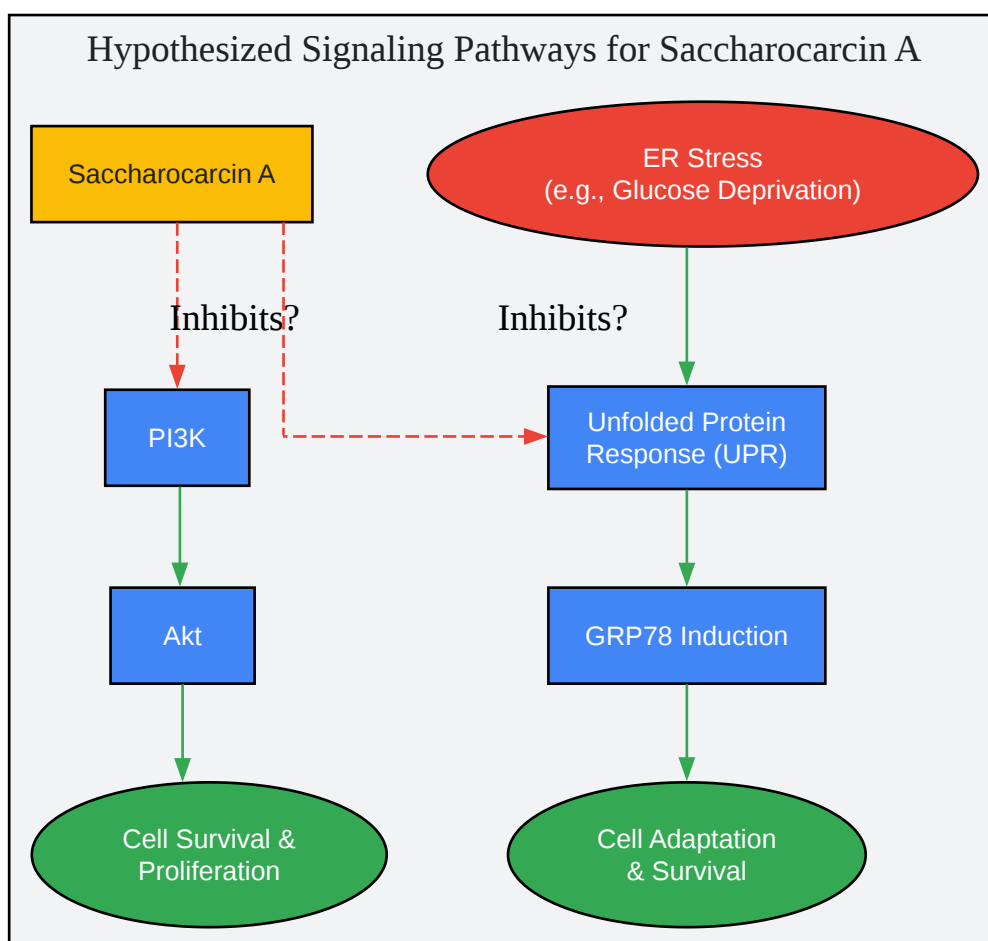 Hypothesized Signaling Pathways for Saccharocarcin A
Saccharocarcin A
ER Stress
(e.g., Glucose Deprivation)
Inhibits?
Inhibits?
PI3K
Unfolded Protein
Response (UPR)
Akt
GRP78 Induction
Cell Survival &
Proliferation
Cell Adaptation
& Survival